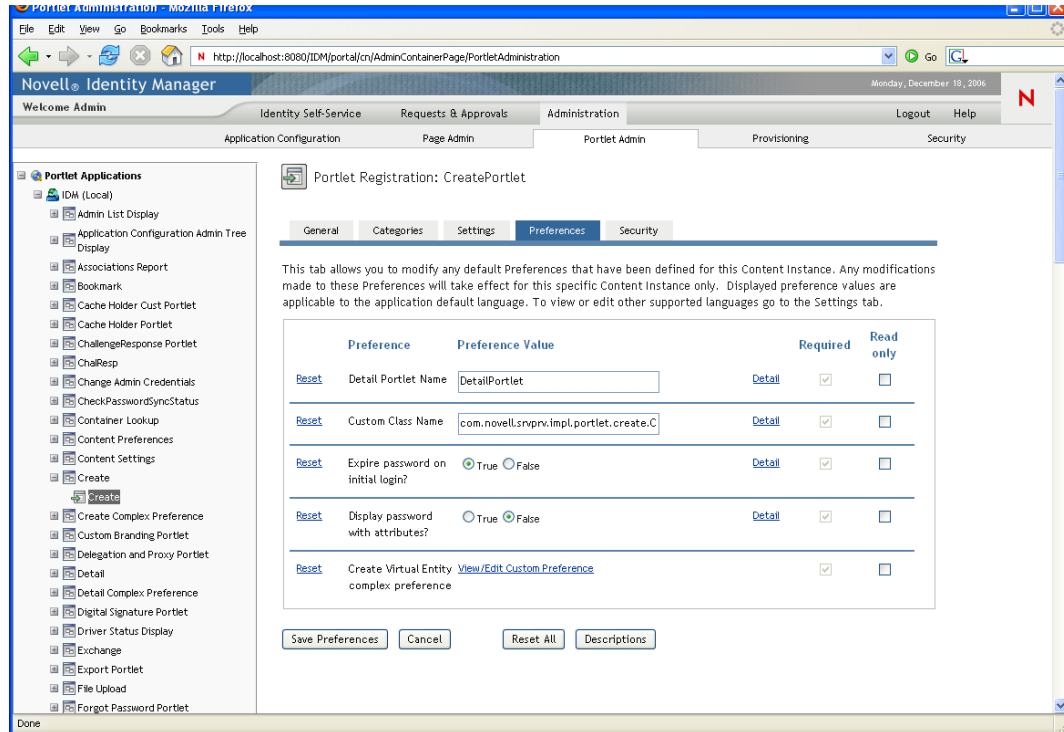 Portlet Administration - Mozilla Firefox
File Edit View Go Bookmarks Tools Help
N http://localhost:8080/IDM/portal/cn/AdminContainerPage/PortletAdministration Go G
Novell® Identity Manager Monday, December 18, 2006
N
Welcome Admin Identity Self-Service Requests & Approvals Administration Logout Help
Application Configuration Page Admin Portlet Admin Provisioning Security
Portlet Applications
IDM (Local)
Admin List Display
Application Configuration Admin Tree
Display
Associations Report
Bookmark
Cache Holder Cust Portlet
Cache Holder Portlet
ChallengeResponse Portlet
ChalResp
Change Admin Credentials
CheckPasswordSyncStatus
Container Lookup
Content Preferences
Content Settings
Create
Create
Create Complex Preference
Custom Branding Portlet
Delegation and Proxy Portlet
Detail
Detail Complex Preference
Digital Signature Portlet
Driver Status Display
Exchange
Export Portlet
File Upload
Forgot Password Portlet
Portlet Registration: CreatePortlet
General Categories Settings Preferences Security
This tab allows you to modify any default Preferences that have been defined for this Content Instance. Any modifications
made to these Preferences will take effect for this specific Content Instance only. Displayed preference values are
applicable to the application default language. To view or edit other supported languages go to the Settings tab.
Preference Preference Value Required Read
only
Reset Detail Portlet Name DetailPortlet Detail
Reset Custom Class Name com.novell.srvprv.impl.portlet.create.C Detail
Reset Expire password on True False Detail
initial login?
Reset Display password True False Detail
with attributes?
Reset Create Virtual Entity View/Edit Custom Preference
complex preference
Save Preferences Cancel Reset All Descriptions
Done